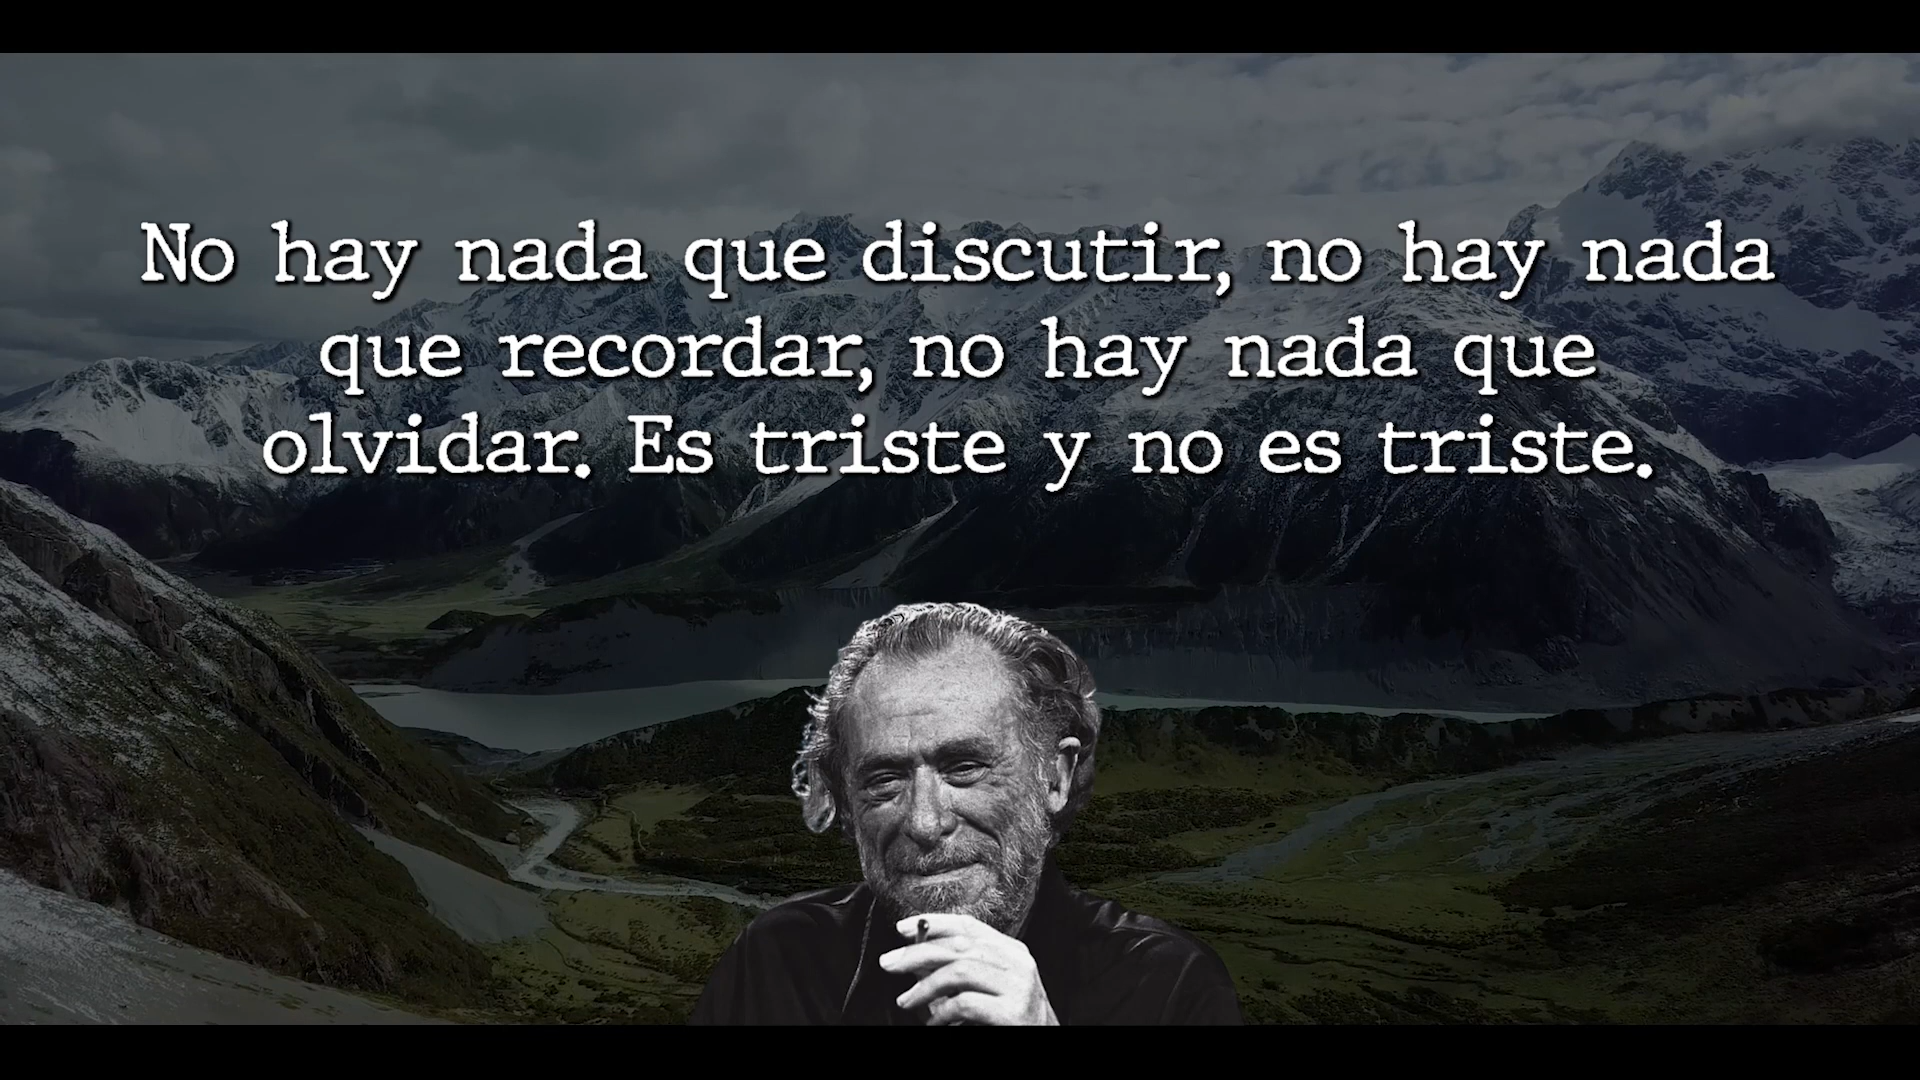 No hay nada que discutir, no hay nada
que recordar, no hay nada que
olvidar. Es triste y no es triste.